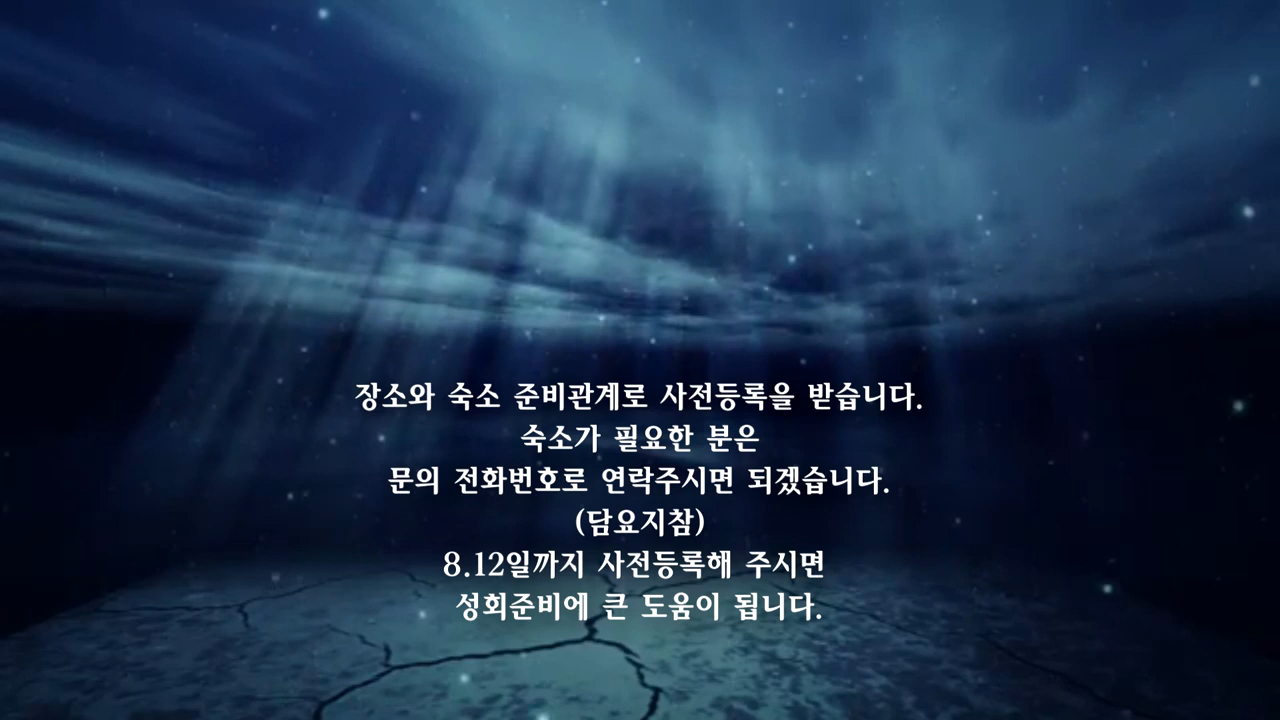 장소와 숙소 준비관계로 사전등록을 받습니다.
숙소가 필요한 분은
문의 전화번호로 연락주시면 되겠습니다.
(담요지참)
8.12일까지 사전등록해 주시면
성회준비에 큰 도움이 됩니다.